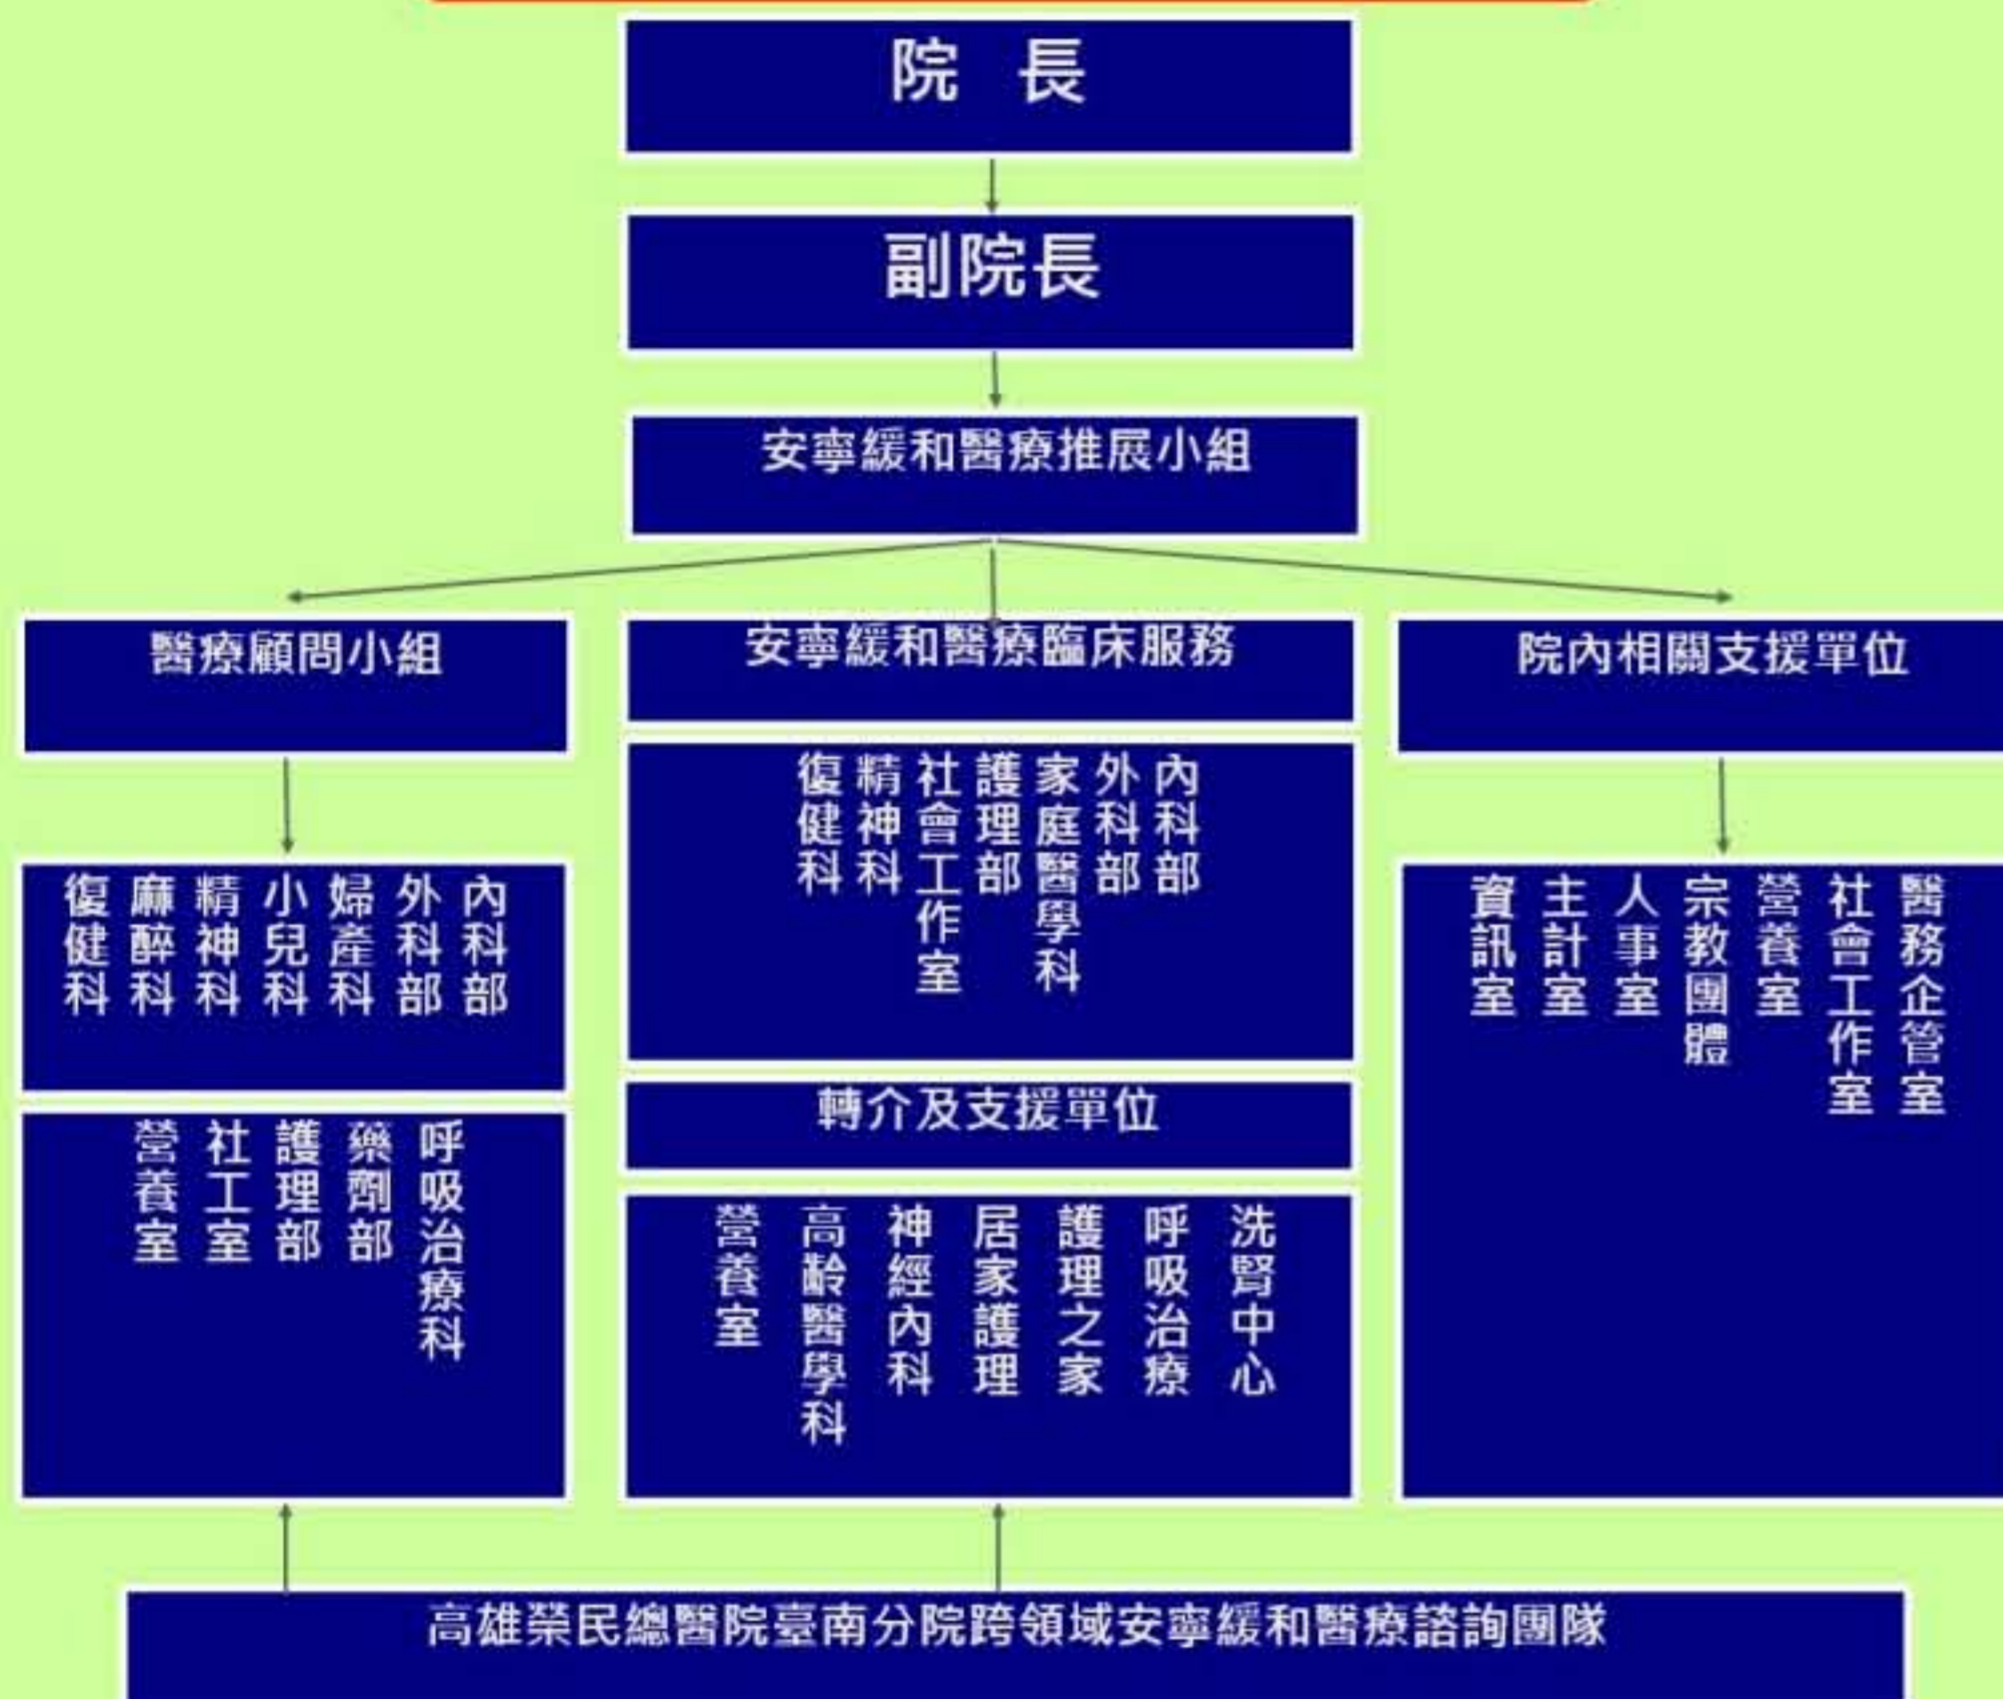 院 長
副院長
安寧緩和醫療推展小組
醫療顧問小組
內科部
外科部
婦產科
小兒科
精神科
麻醉科
復健科
呼吸治療科
藥劑部
護理部
社工室
營養室
安寧緩和醫療臨床服務
內科部
外科部
家庭醫學科
護理部
社會工作室
精神科
復健科
轉介及支援單位
洗腎中心
呼吸治療
護理之家
居家護理
神經內科
高齡醫學科
營養室
院內相關支援單位
醫務企管室
社會工作室
營養室
宗教團體
人事室
主計室
資訊室
高雄榮民總醫院臺南分院跨領域安寧緩和醫療諮詢團隊